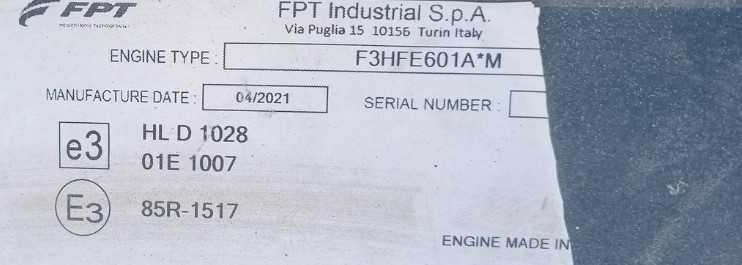 FPT
FPT Industrial S.p.A.
Via Puglia 15 10156 Turin Italy
ENGINE TYPE : F3HFE601A*M
MANUFACTURE DATE : 04/2021 SERIAL NUMBER :
e3 HL D 1028
01E 1007
E3 85R-1517
ENGINE MADE IN